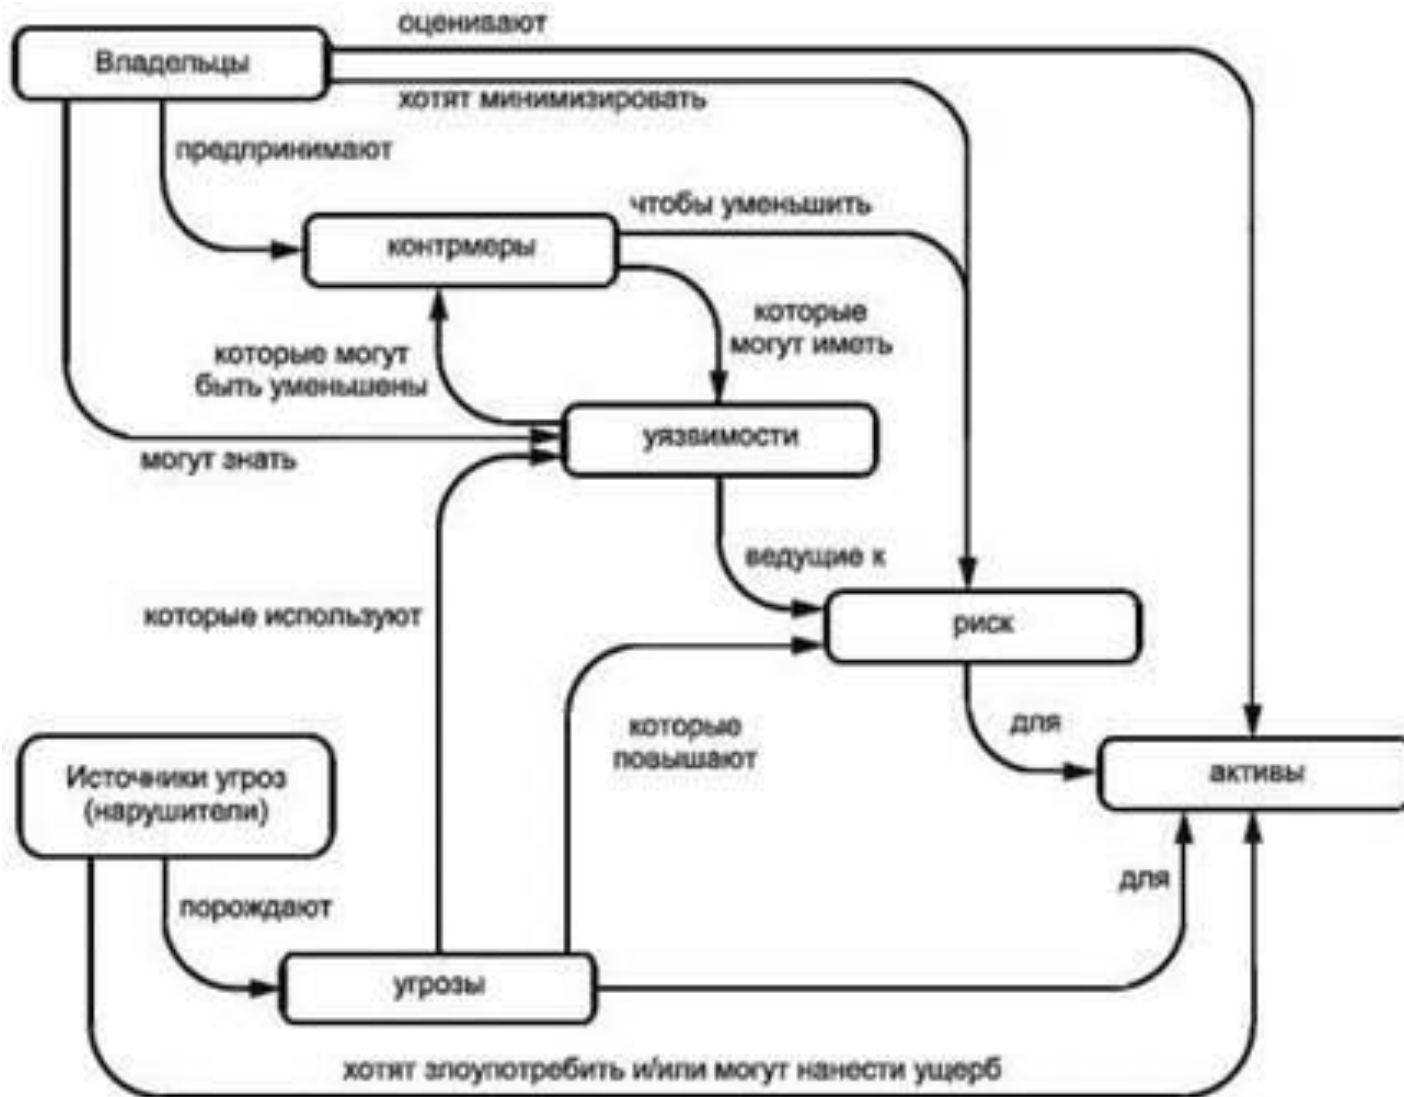 оценивают
Владельцы
хотят минимизировать
предпринимают
чтобы уменьшить
контрмеры
которые
могут иметь
которые могут
быть уменьшены
уязвимости
могут знать
ведущие к
которые используют
риск
которые
повышают
для
Источники угроз
(нарушители)
активы
для
порождают
угрозы
хотят злоупотребить и/или могут нанести ущерб